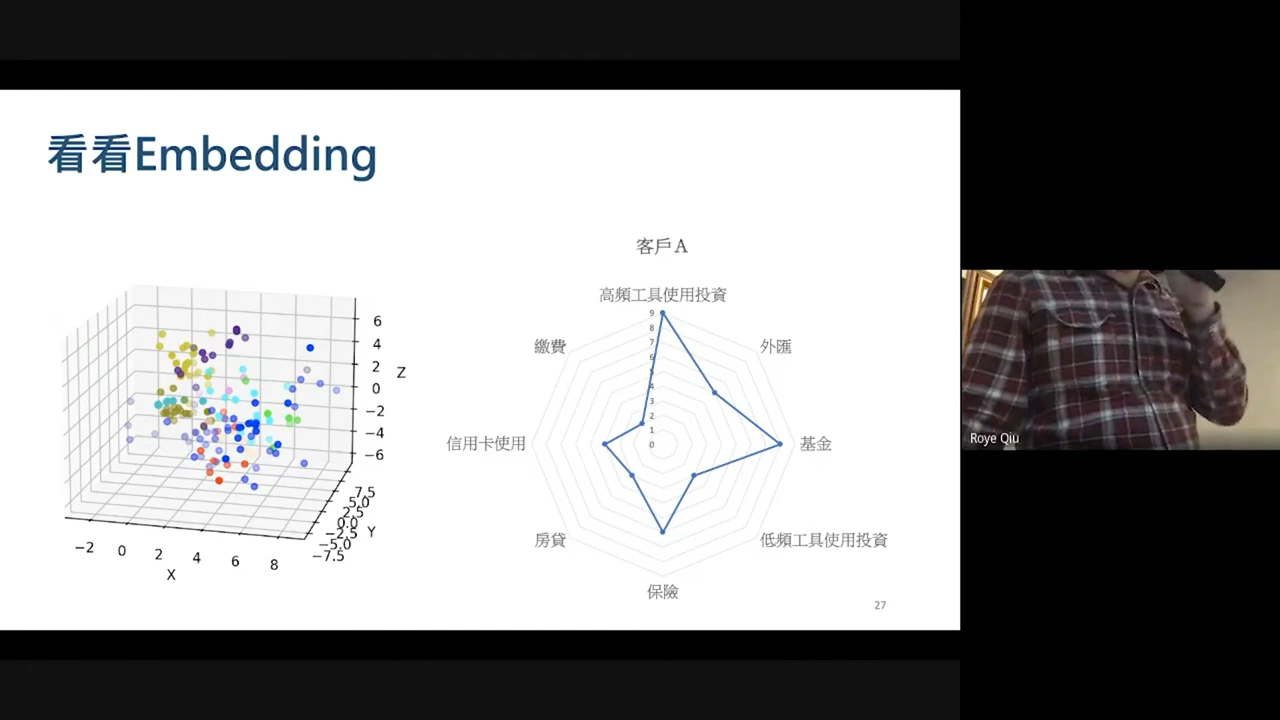 看看Embedding
客戶A
高頻工具使用投資
繳費
外匯
信用卡使用
基金
房貸
低頻工具使用投資
保險
9
8
7
6
4
2
1
0
6
4
2
0
−2
−4
−6
Z
7.5
5.0
2.5
0.0
−2.5
−5.0
−7.5
Y
−2
0
2
4
6
8
X
27
Roye Qiu